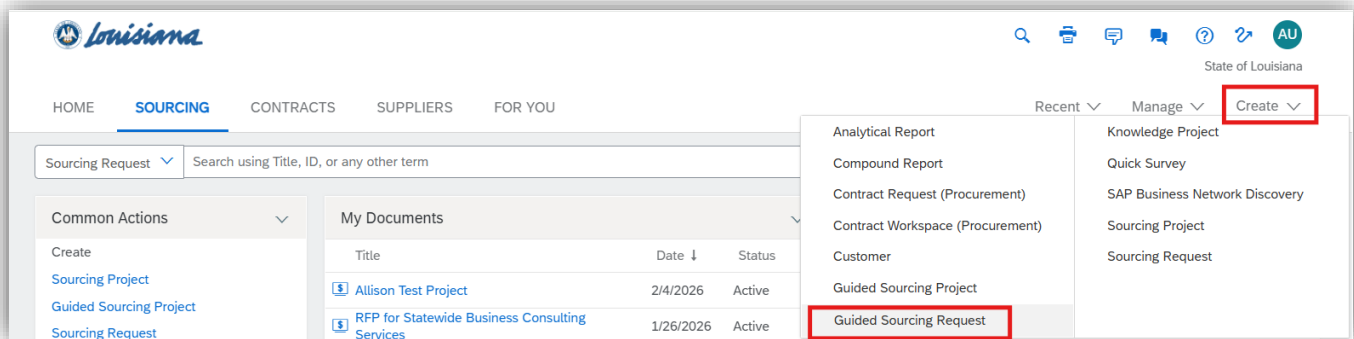 Louisiana
AU
State of Louisiana
HOME SOURCING CONTRACTS SUPPLIERS FOR YOU Recent Manage Create
Sourcing Request Search using Title, ID, or any other term
Common Actions
Create
Sourcing Project
Guided Sourcing Project
Sourcing Request
My Documents
Title Date ↓ Status
Allison Test Project 2/4/2026 Active
RFP for Statewide Business Consulting
Services 1/26/2026 Active
Analytical Report
Compound Report
Contract Request (Procurement)
Contract Workspace (Procurement)
Customer
Guided Sourcing Project
Guided Sourcing Request
Knowledge Project
Quick Survey
SAP Business Network Discovery
Sourcing Project
Sourcing Request